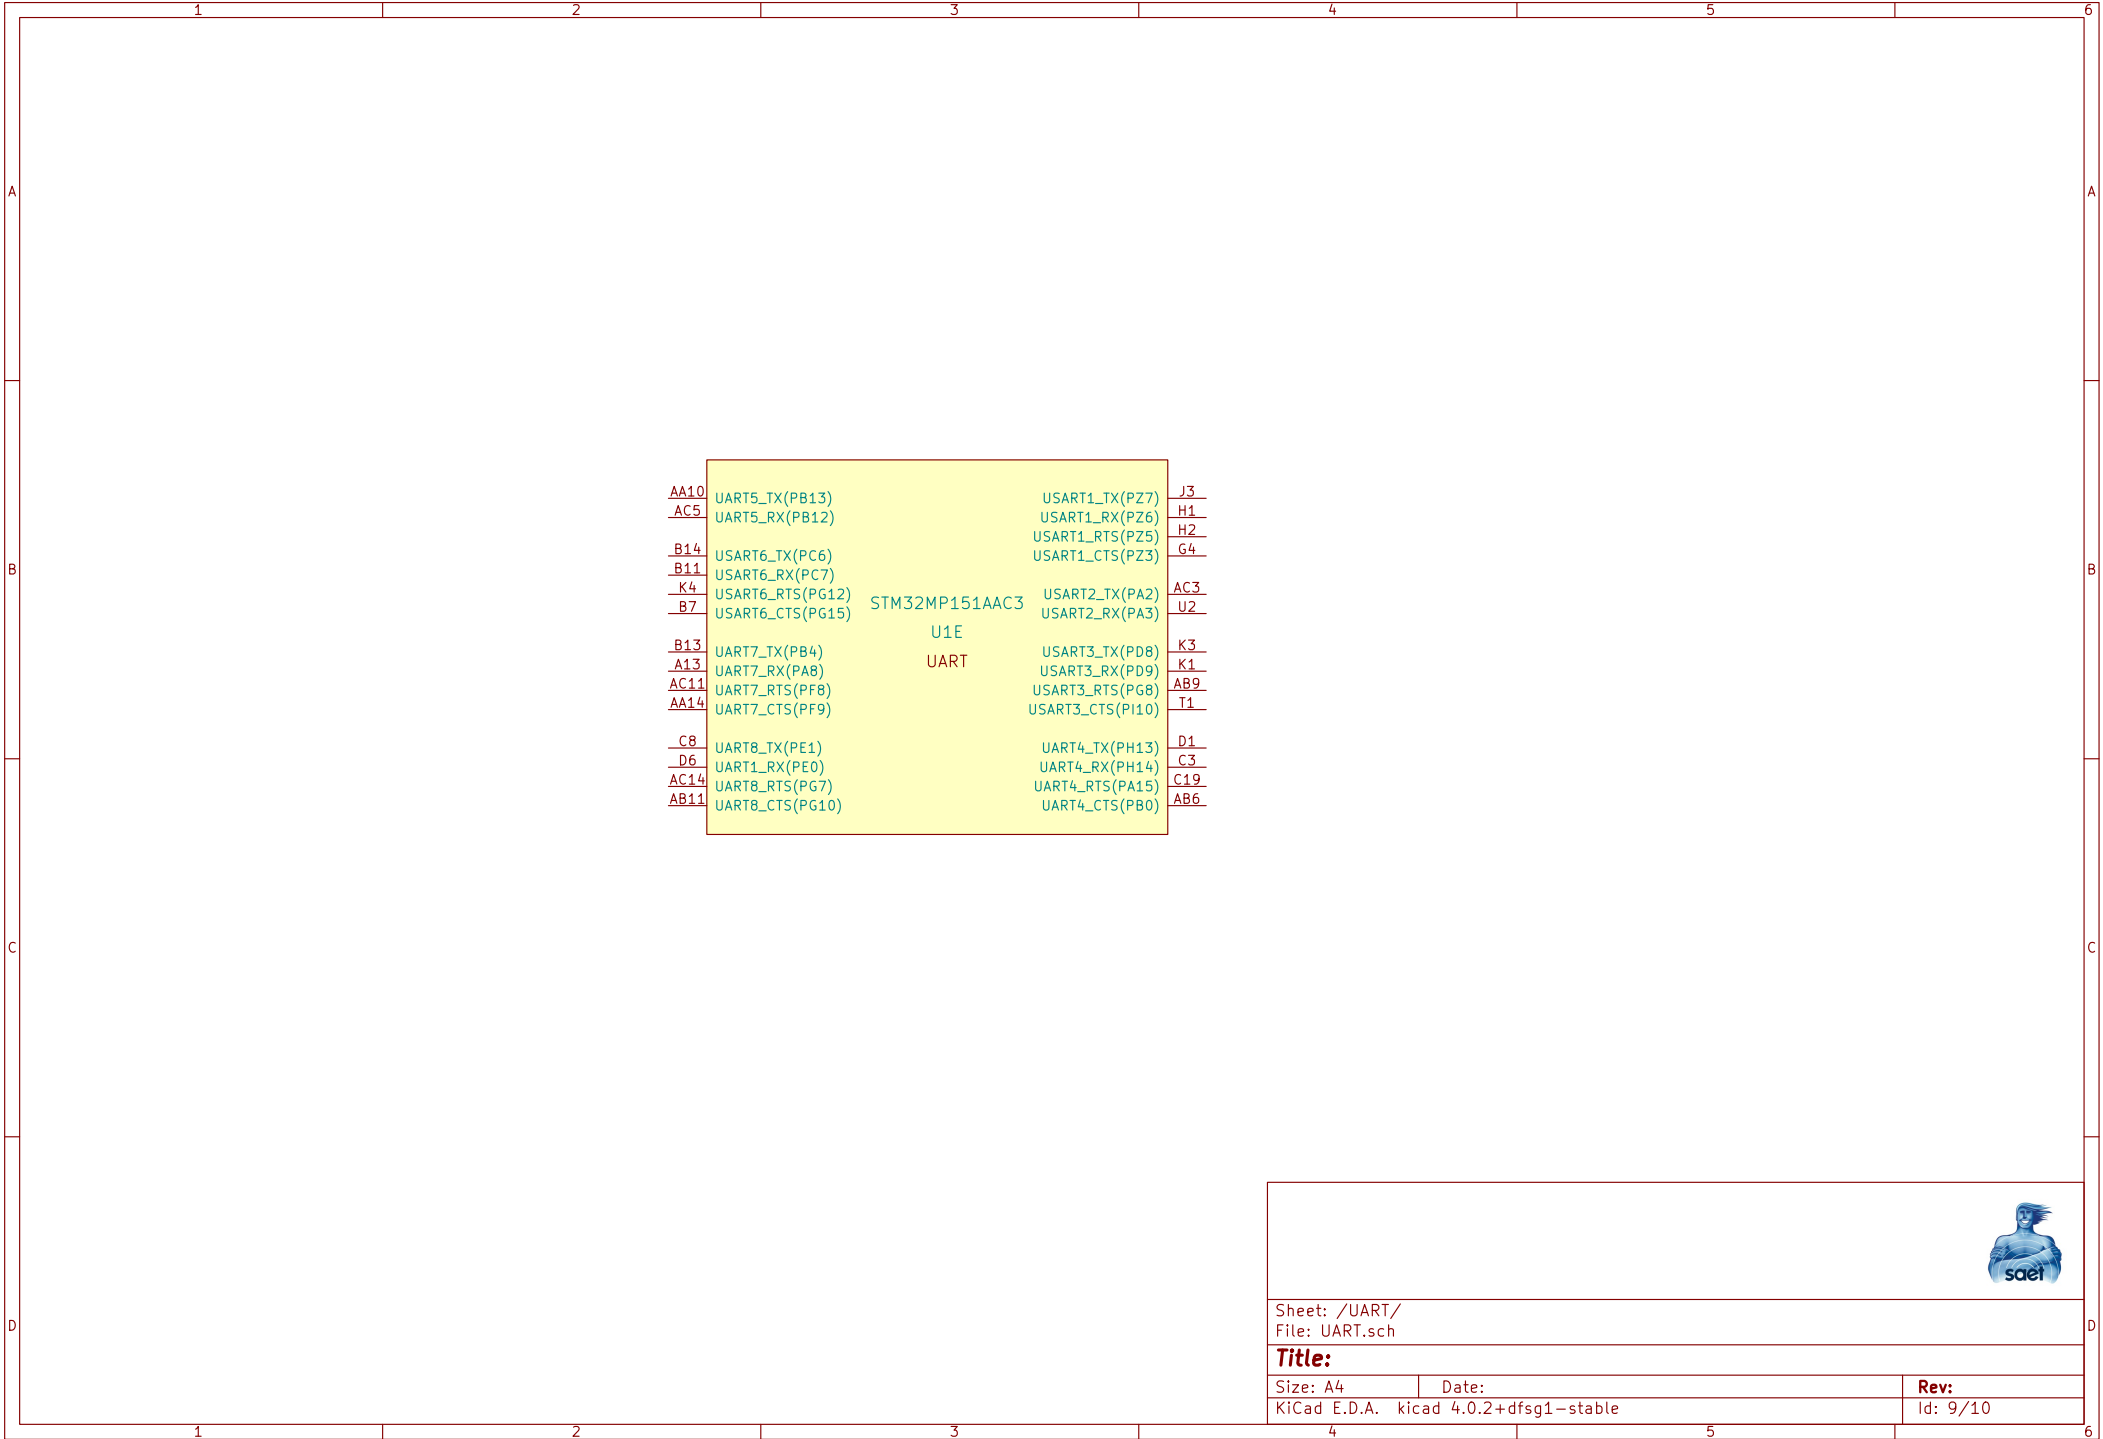 1 2 3 4 5 6
A A
B B
C C
D D
AA10 UART5_TX(PB13)
AC5 UART5_RX(PB12)
B14 USART6_TX(PC6)
B11 USART6_RX(PC7)
K4 USART6_RTS(PG12)
B7 USART6_CTS(PG15)
B13 UART7_TX(PB4)
A13 UART7_RX(PA8)
AC11 UART7_RTS(PF8)
AA14 UART7_CTS(PF9)
C8 UART8_TX(PE1)
D6 UART1_RX(PE0)
AC14 UART8_RTS(PG7)
AB11 UART8_CTS(PG10)
STM32MP151AAC3
U1E
UART
USART1_TX(PZ7) J3
USART1_RX(PZ6) H1
USART1_RTS(PZ5) H2
USART1_CTS(PZ3) G4
USART2_TX(PA2) AC3
USART2_RX(PA3) U2
USART3_TX(PD8) K3
USART3_RX(PD9) K1
USART3_RTS(PG8) AB9
USART3_CTS(PI10) T1
UART4_TX(PH13) D1
UART4_RX(PH14) C3
UART4_RTS(PA15) C19
UART4_CTS(PB0) AB6
saet
Sheet: /UART/
File: UART.sch
Title:
Size: A4 Date: Rev:
KiCad E.D.A. kicad 4.0.2+dfsg1-stable Id: 9/10
1 2 3 4 5 6